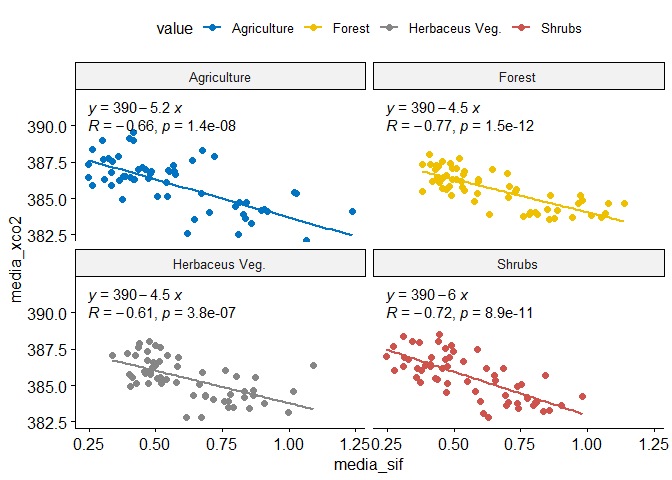 value Agriculture Forest Herbaceus Veg. Shrubs
Agriculture Forest
y = 390 − 5.2 x
R = −0.66, p = 1.4e-08
y = 390 − 4.5 x
R = −0.77, p = 1.5e-12
390.0
387.5
385.0
382.5
Herbaceus Veg. Shrubs
y = 390 − 4.5 x
R = −0.61, p = 3.8e-07
y = 390 − 6 x
R = −0.72, p = 8.9e-11
390.0
387.5
385.0
382.5
media_xco2
0.25 0.50 0.75 1.00 1.25 0.25 0.50 0.75 1.00 1.25
media_sif